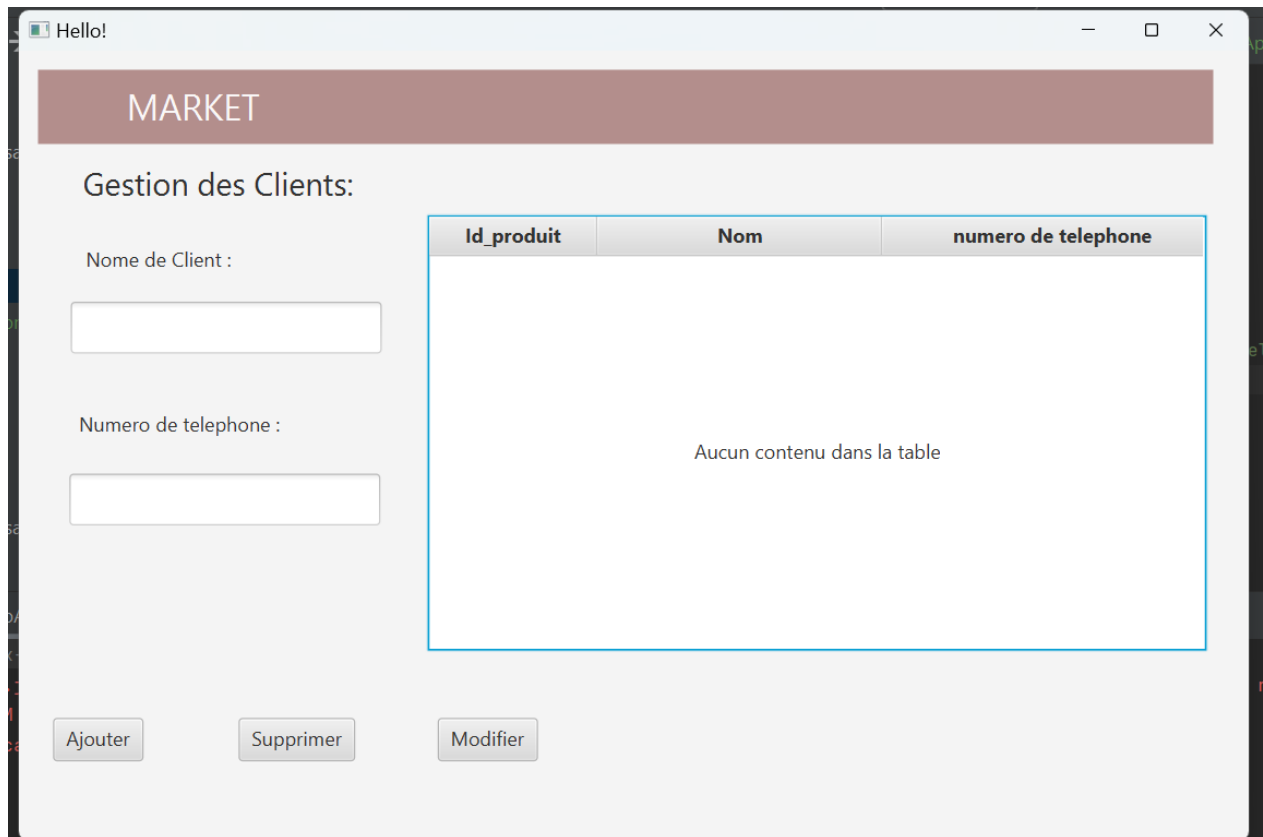 Hello!
MARKET
Gestion des Clients:
Id_produit Nom numero de telephone
Nome de Client :
Numero de telephone :
Aucun contenu dans la table
Ajouter Supprimer Modifier